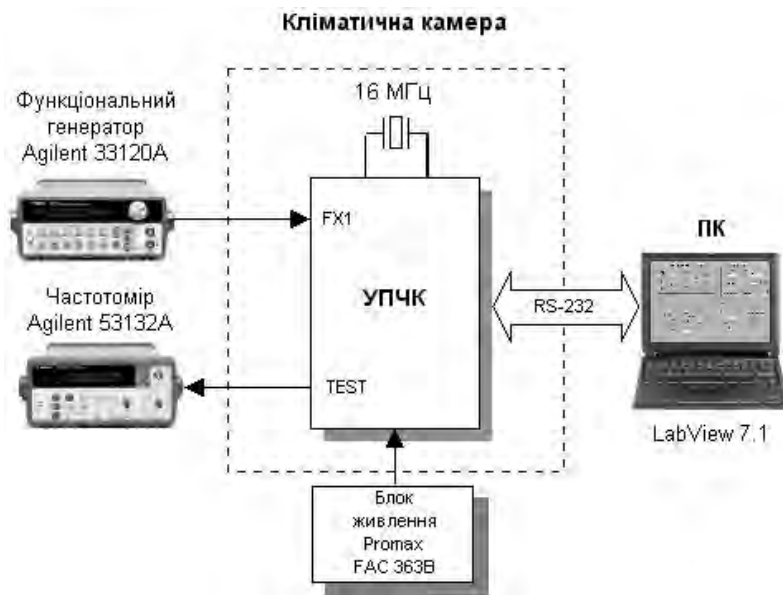 Кліматична камера
16 МГц
Функціональний
генератор
Agilent 33120A
FX1
ПК
УПЧК
RS-232
Частотомір
Agilent 53132A
TEST
LabView 7.1
Блок
живлення
Promax
FAC 363B